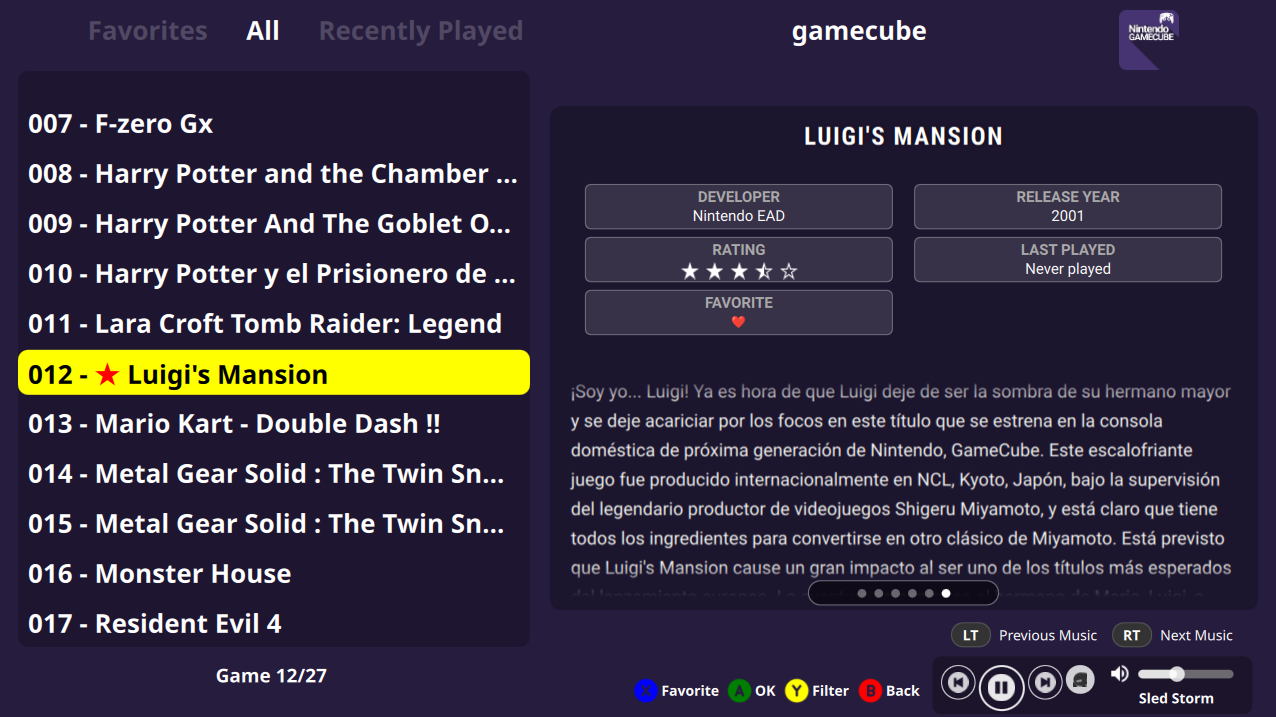 Favorites All Recently Played
gamecube
Nintendo
GAMECUBE
007 - F-zero Gx
008 - Harry Potter and the Chamber ...
009 - Harry Potter And The Goblet O...
010 - Harry Potter y el Prisionero de ...
011 - Lara Croft Tomb Raider: Legend
012 - ★ Luigi's Mansion
013 - Mario Kart - Double Dash !!
014 - Metal Gear Solid : The Twin Sn...
015 - Metal Gear Solid : The Twin Sn...
016 - Monster House
017 - Resident Evil 4
Game 12/27
LUIGI'S MANSION
DEVELOPER
Nintendo EAD
RELEASE YEAR
2001
RATING
LAST PLAYED
Never played
FAVORITE
¡Soy yo... Luigi! Ya es hora de que Luigi deje de ser la sombra de su hermano mayor
y se deje acariciar por los focos en este título que se estrena en la consola
doméstica de próxima generación de Nintendo, GameCube. Este escalofriante
juego fue producido internacionalmente en NCL, Kyoto, Japón, bajo la supervisión
del legendario productor de videojuegos Shigeru Miyamoto, y está claro que tiene
todos los ingredientes para convertirse en otro clásico de Miyamoto. Está previsto
que Luigi's Mansion cause un gran impacto al ser uno de los títulos más esperados
LT Previous Music RT Next Music
X Favorite A OK Y Filter B Back
Sled Storm